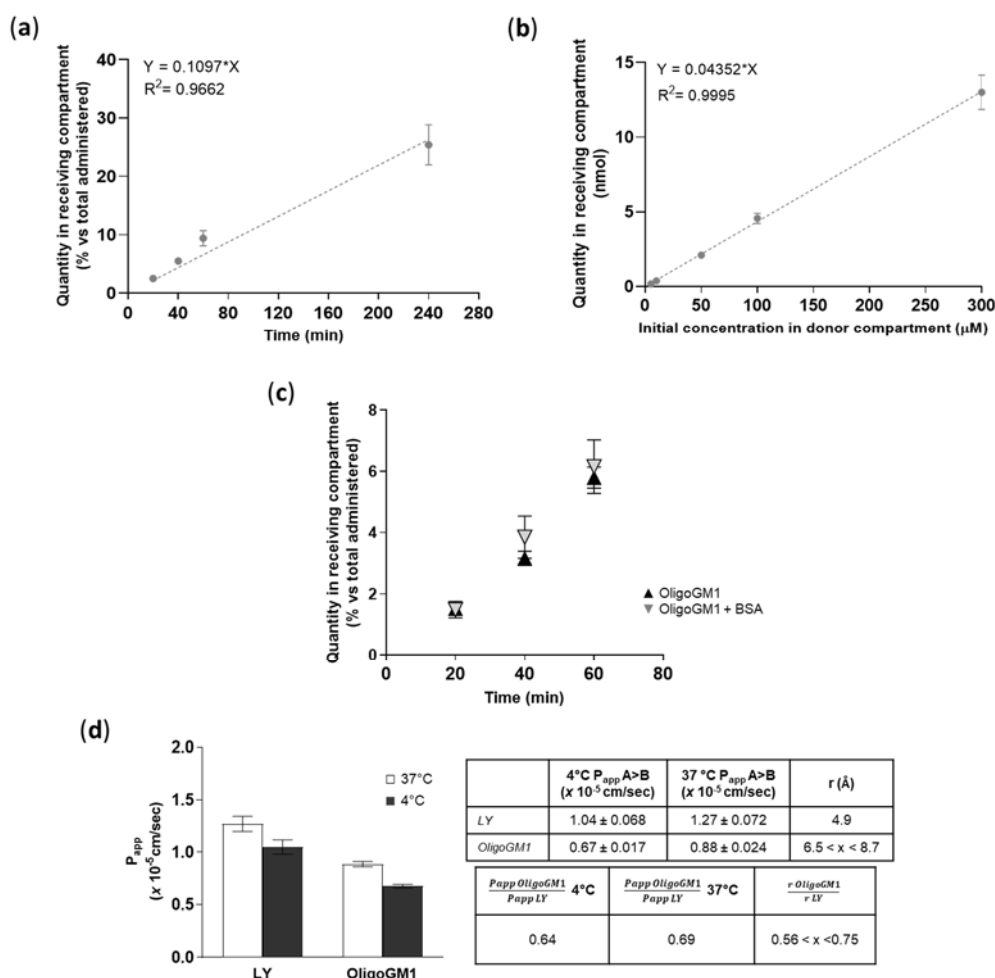 (a)
Y = 0.1097*X
R²= 0.9662
Quantity in receiving compartment
(% vs total administered)
40
30
20
10
0
0 40 80 120 160 200 240 280
Time (min)
(b)
Y = 0.04352*X
R²= 0.9995
Quantity in receiving compartment
(nmol)
15
10
5
0
0 50 100 150 200 250 300
Initial concentration in donor compartment (µM)
(c)
Quantity in receiving compartment
(% vs total administered)
8
6
4
2
0
0 20 40 60 80
Time (min)
OligoGM1
OligoGM1 + BSA
(d)
Papp
(x 10-5 cm/sec)
2.0
1.5
1.0
0.5
0.0
LY OligoGM1
37°C
4°C
4°C Papp A>B
(x 10-5 cm/sec)
37 °C Papp A>B
(x 10-5 cm/sec)
r (Å)
LY 1.04 ± 0.068 1.27 ± 0.072 4.9
OligoGM1 0.67 ± 0.017 0.88 ± 0.024 6.5 < x < 8.7
Papp OligoGM1
Papp LY
4°C
Papp OligoGM1
Papp LY
37°C
r OligoGM1
r LY
0.64 0.69 0.56 < x <0.75